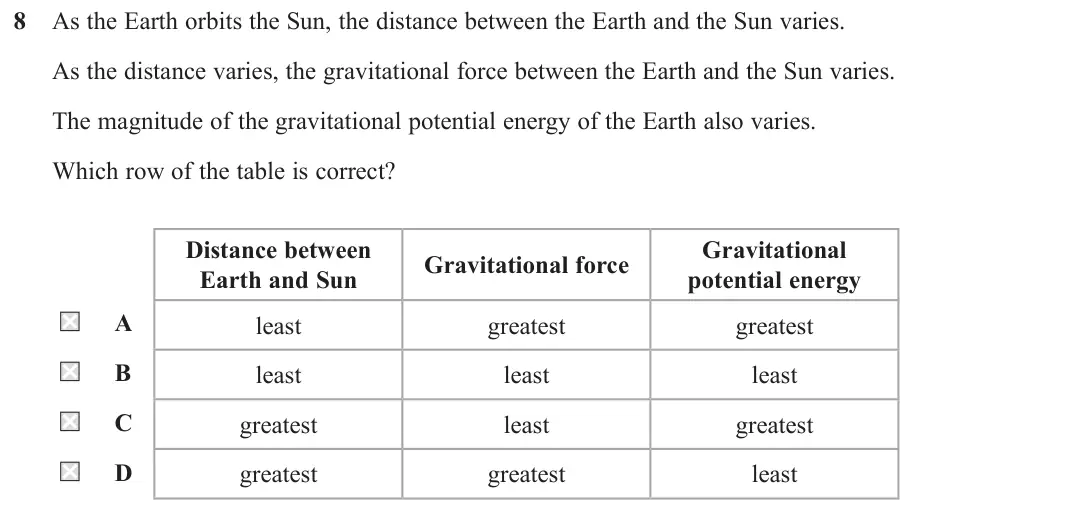 8 As the Earth orbits the Sun, the distance between the Earth and the Sun varies.
As the distance varies, the gravitational force between the Earth and the Sun varies.
The magnitude of the gravitational potential energy of the Earth also varies.
Which row of the table is correct?
Distance between Earth and Sun Gravitational force Gravitational potential energy
A least greatest greatest
B least least least
C greatest least greatest
D greatest greatest least